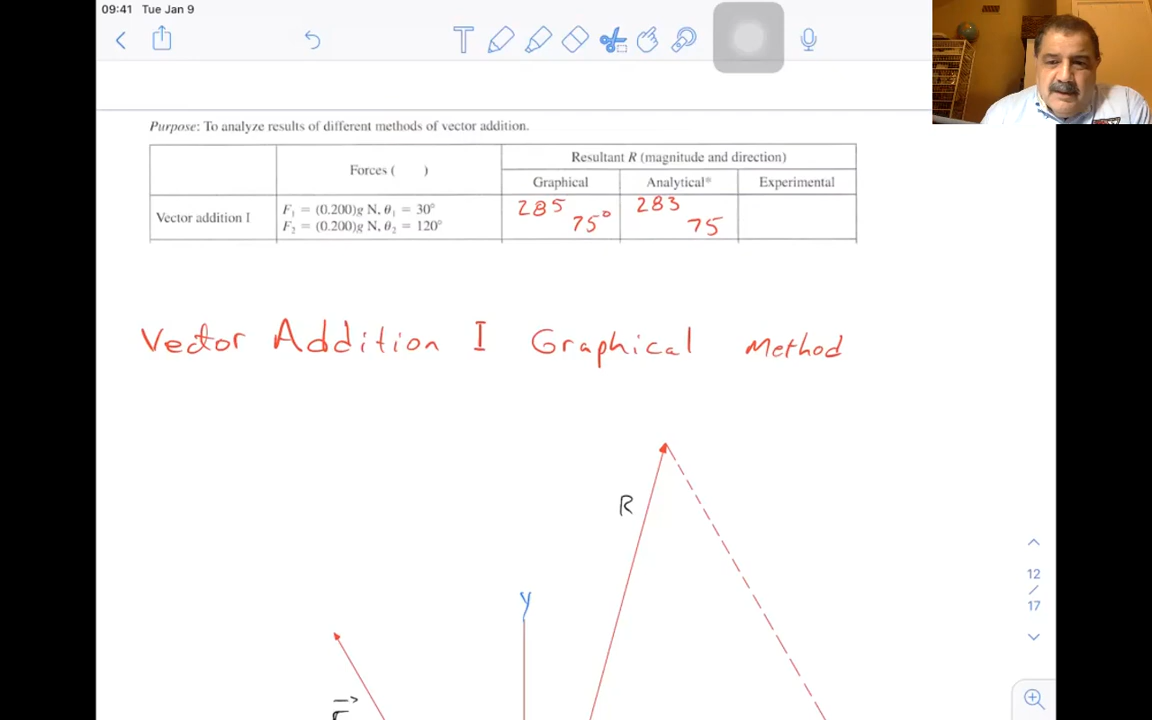 09:41 Tue Jan 9
T
Purpose: To analyze results of different methods of vector addition.
Forces ( )
Resultant R (magnitude and direction)
Graphical
Analytical*
Experimental
Vector addition I
F₁ = (0.200)g N, θ₁ = 30°
F₂ = (0.200)g N, θ₂ = 120°
285
75°
283
75
Vector Addition I Graphical Method
R
y
12
/
17